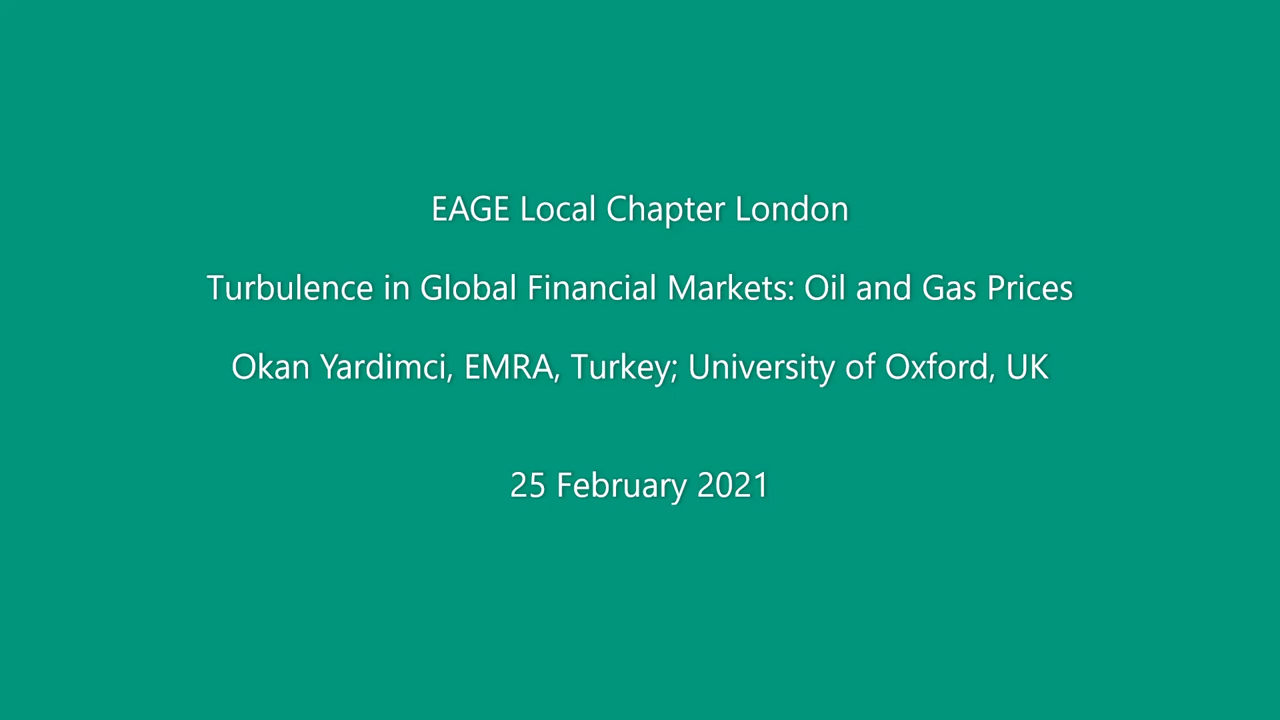 EAGE Local Chapter London
Turbulence in Global Financial Markets: Oil and Gas Prices
Okan Yardimci, EMRA, Turkey; University of Oxford, UK
25 February 2021